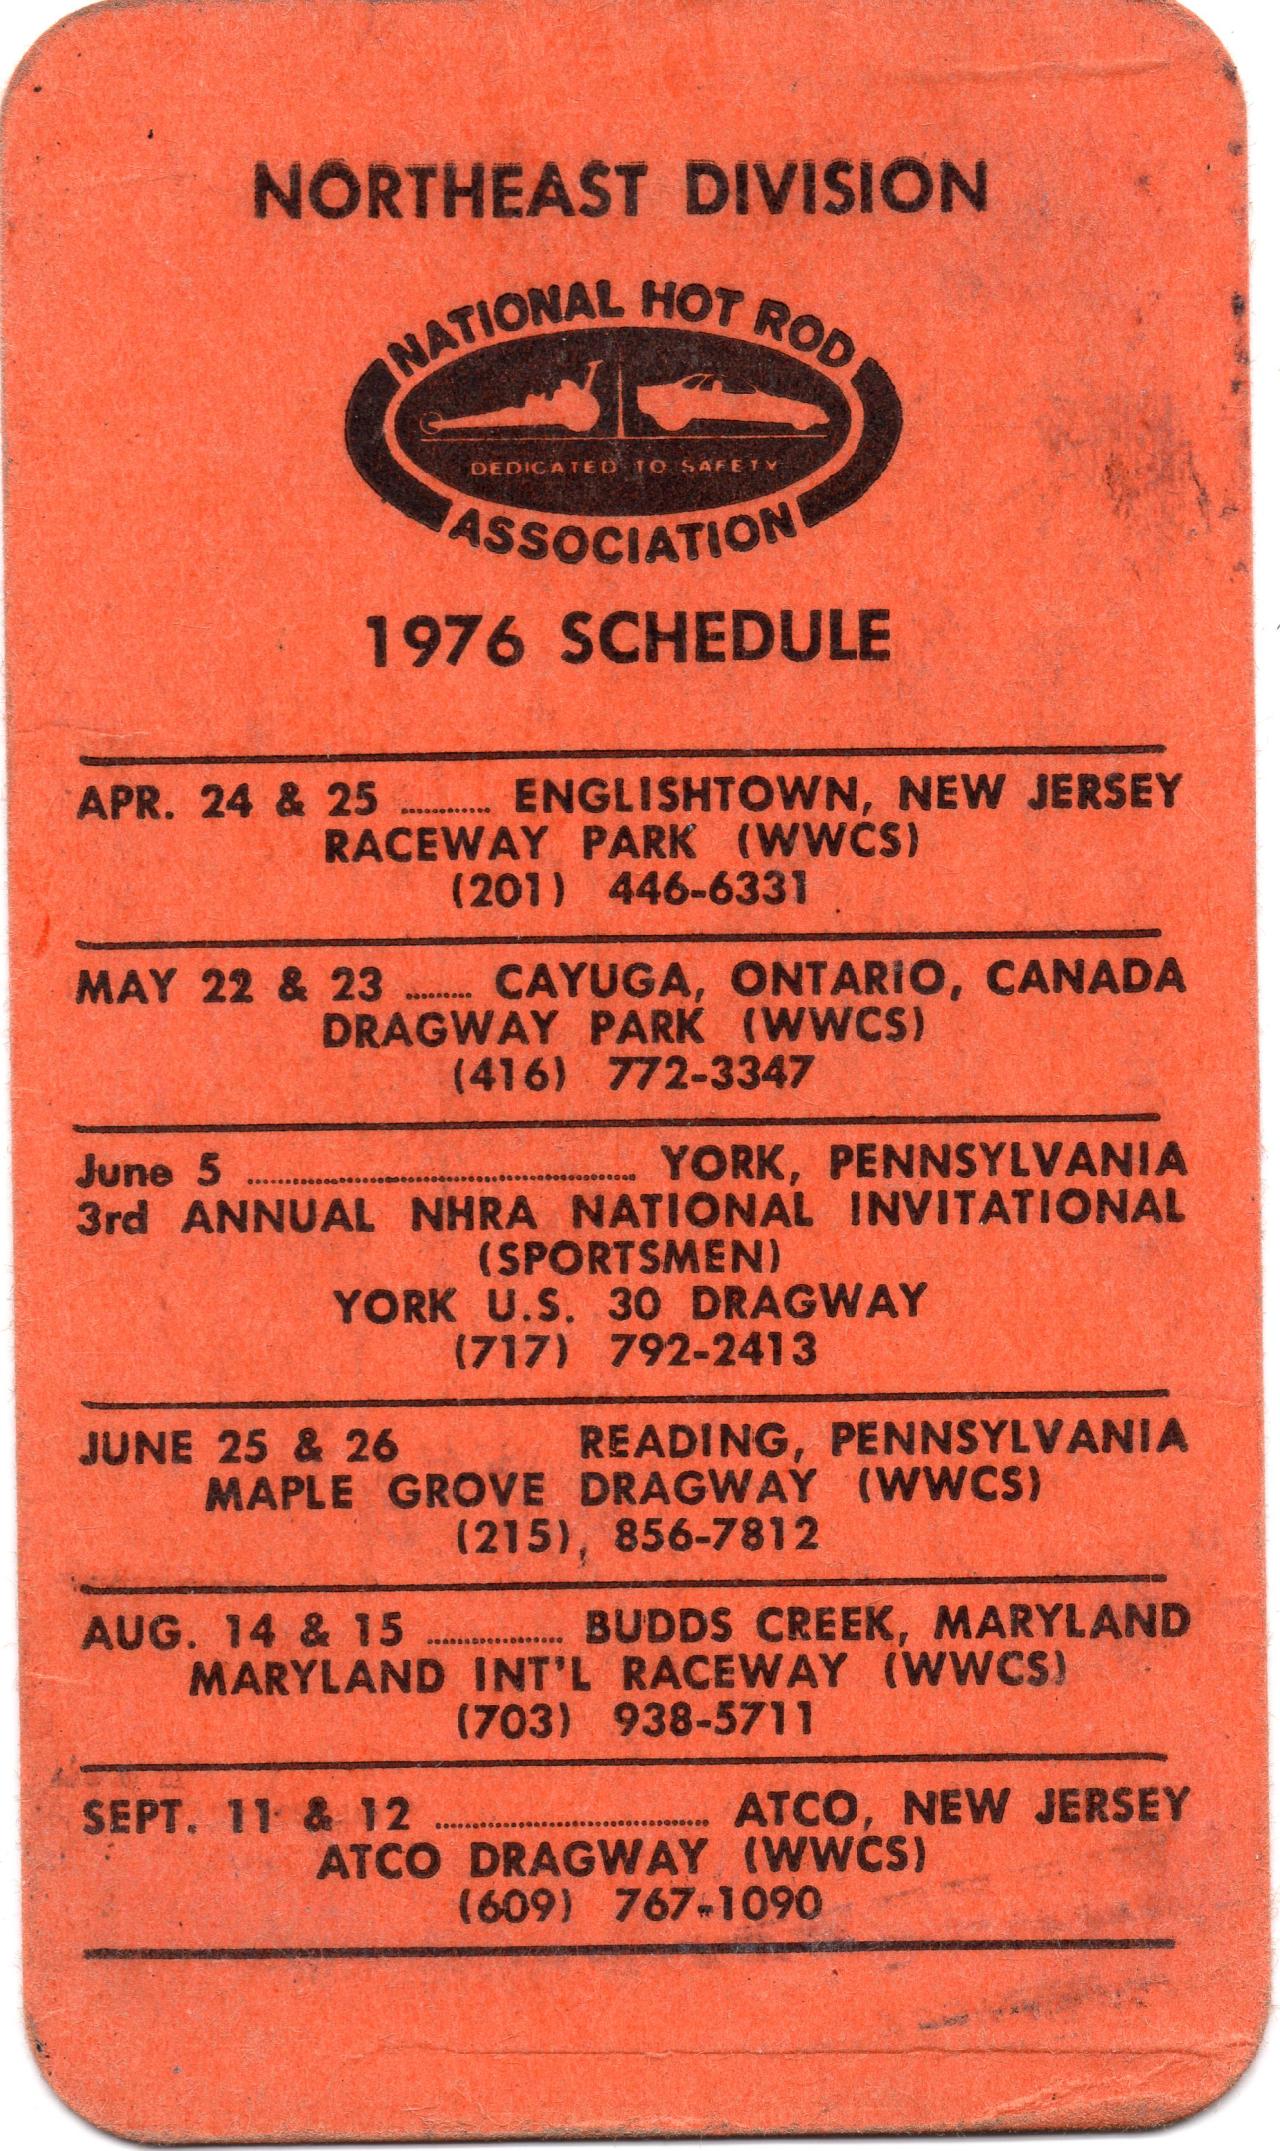 NORTHEAST DIVISION
NATIONAL HOT ROD
DEDICATED TO SAFETY
ASSOCIATION
1976 SCHEDULE
APR. 24 & 25 .......... ENGLISHTOWN, NEW JERSEY
RACEWAY PARK (WWCS)
(201) 446-6331
MAY 22 & 23 ....... CAYUGA, ONTARIO, CANADA
DRAGWAY PARK (WWCS)
(416) 772-3347
June 5 .......................................... YORK, PENNSYLVANIA
3rd ANNUAL NHRA NATIONAL INVITATIONAL
(SPORTSMEN)
YORK U.S. 30 DRAGWAY
(717) 792-2413
JUNE 25 & 26 READING, PENNSYLVANIA
MAPLE GROVE DRAGWAY (WWCS)
(215), 856-7812
AUG. 14 & 15 ............... BUDDS CREEK, MARYLAND
MARYLAND INT'L RACEWAY (WWCS)
(703) 938-5711
SEPT. 11 & 12 .............................. ATCO, NEW JERSEY
ATCO DRAGWAY (WWCS)
(609) 767-1090